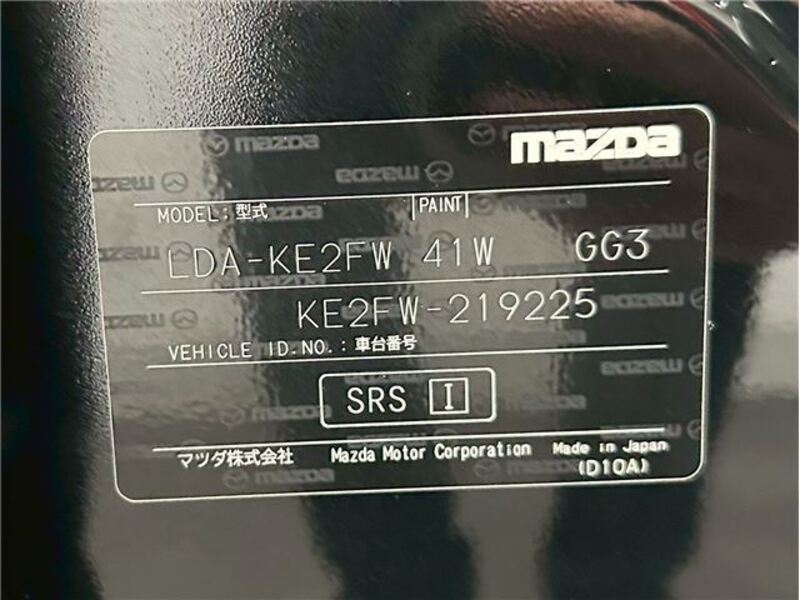 mazda
MODEL; 型式 PAINT
LDA-KE2FW 41W GG3
KE2FW-219225
VEHICLE ID.NO.: 車台番号
SRS I
マツダ株式会社 Mazda Motor Corporation Made in Japan
(D10A)